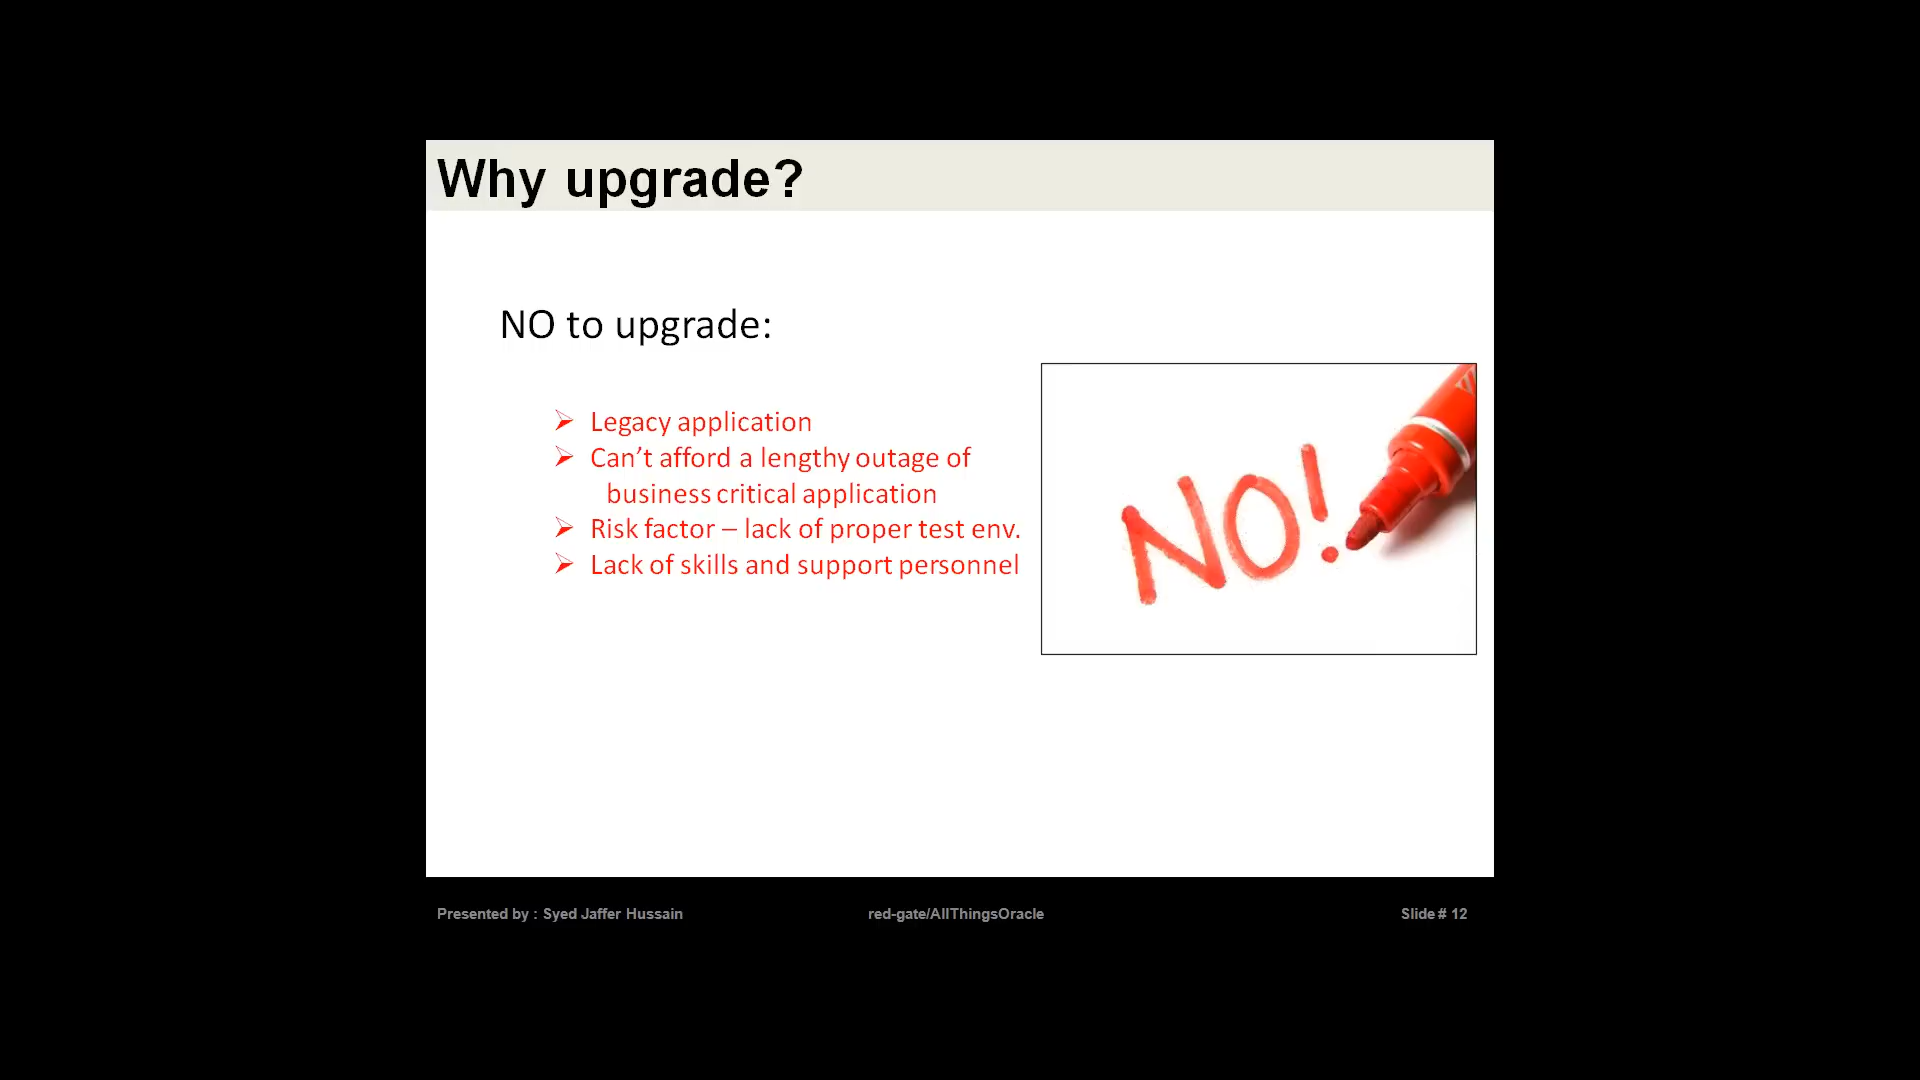 Why upgrade?
NO to upgrade:
➢ Legacy application
➢ Can’t afford a lengthy outage of
business critical application
➢ Risk factor – lack of proper test env.
➢ Lack of skills and support personnel
NO!
Presented by : Syed Jaffer Hussain
red-gate/AllThingsOracle
Slide # 12